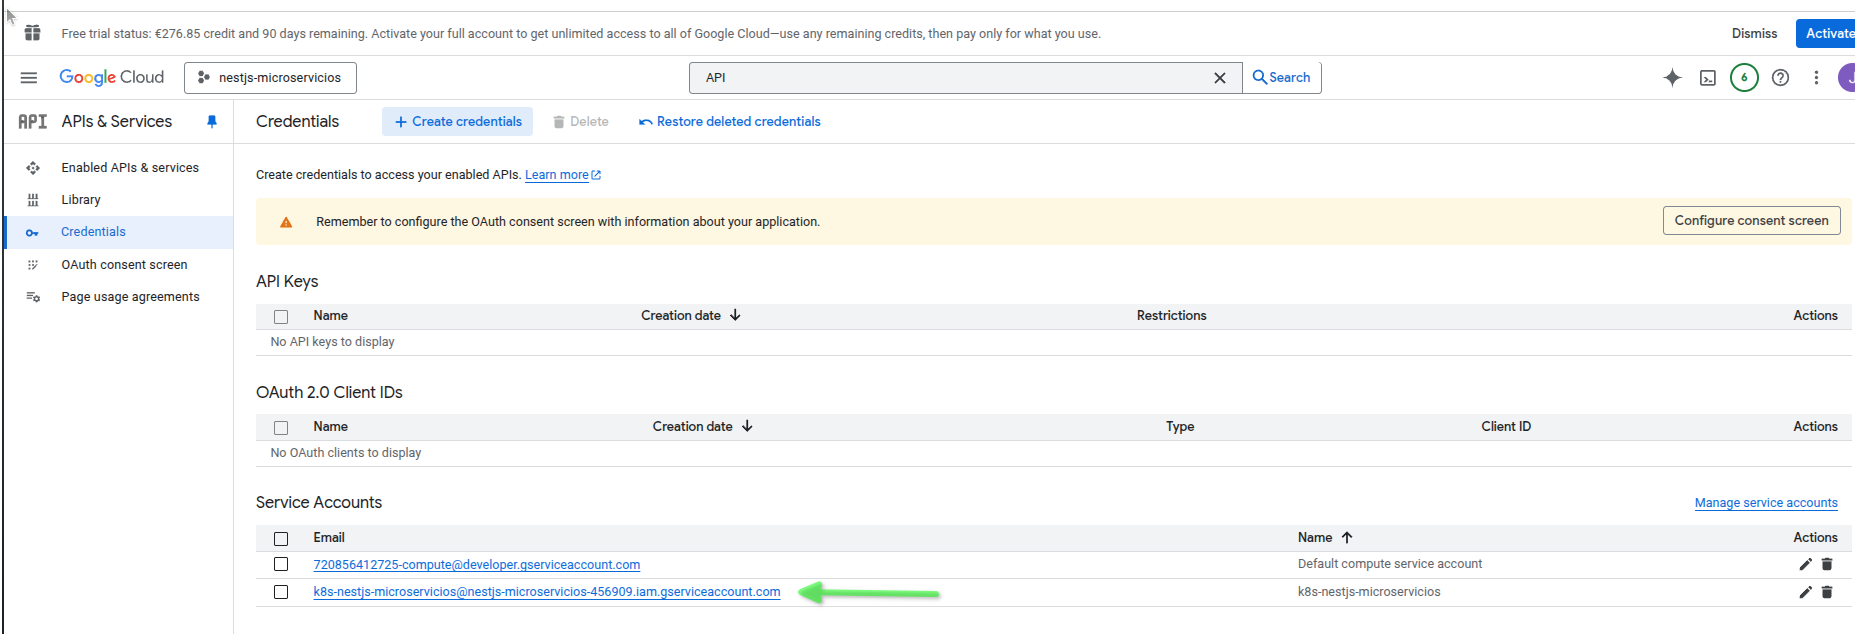 Free trial status: €276.85 credit and 90 days remaining. Activate your full account to get unlimited access to all of Google Cloud—use any remaining credits, then pay only for what you use.
Dismiss
Activate
Google Cloud
nestjs-microservicios
API
Search
6
J
API APIs & Services
Credentials
Create credentials
Delete
Restore deleted credentials
Enabled APIs & services
Library
Credentials
OAuth consent screen
Page usage agreements
Create credentials to access your enabled APIs. Learn more
Remember to configure the OAuth consent screen with information about your application.
Configure consent screen
API Keys
Name Creation date Restrictions Actions
No API keys to display
OAuth 2.0 Client IDs
Name Creation date Type Client ID Actions
No OAuth clients to display
Service Accounts
Manage service accounts
Email Name Actions
720856412725-compute@developer.gserviceaccount.com Default compute service account
k8s-nestjs-microservicios@nestjs-microservicios-456909.iam.gserviceaccount.com k8s-nestjs-microservicios